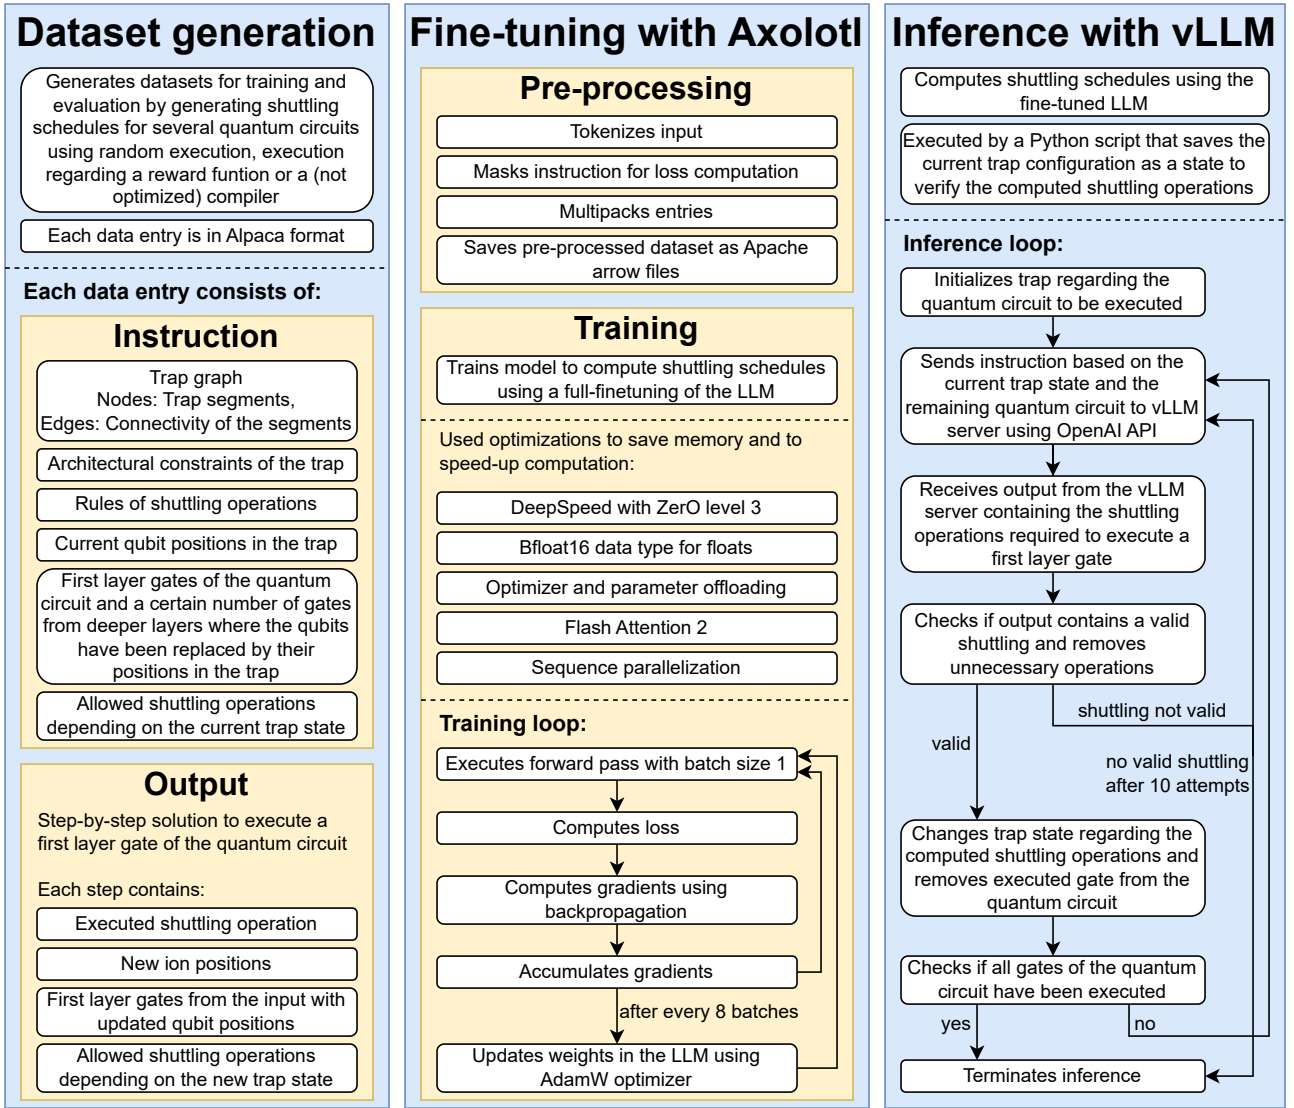 Dataset generation
Generates datasets for training and
evaluation by generating shuttling
schedules for several quantum circuits
using random execution, execution
regarding a reward funtion or a (not
optimized) compiler
Each data entry is in Alpaca format
Each data entry consists of:
Instruction
Trap graph
Nodes: Trap segments,
Edges: Connectivity of the segments
Architectural constraints of the trap
Rules of shuttling operations
Current qubit positions in the trap
First layer gates of the quantum
circuit and a certain number of gates
from deeper layers where the qubits
have been replaced by their
positions in the trap
Allowed shuttling operations
depending on the current trap state
Output
Step-by-step solution to execute a
first layer gate of the quantum circuit
Each step contains:
Executed shuttling operation
New ion positions
First layer gates from the input with
updated qubit positions
Allowed shuttling operations
depending on the new trap state
Fine-tuning with Axolotl
Pre-processing
Tokenizes input
Masks instruction for loss computation
Multipacks entries
Saves pre-processed dataset as Apache
arrow files
Training
Trains model to compute shuttling schedules
using a full-finetuning of the LLM
Used optimizations to save memory and to
speed-up computation:
DeepSpeed with ZerO level 3
Bfloat16 data type for floats
Optimizer and parameter offloading
Flash Attention 2
Sequence parallelization
Training loop:
Executes forward pass with batch size 1
Computes loss
Computes gradients using
backpropagation
Accumulates gradients
after every 8 batches
Updates weights in the LLM using
AdamW optimizer
Inference with vLLM
Computes shuttling schedules using the
fine-tuned LLM
Executed by a Python script that saves the
current trap configuration as a state to
verify the computed shuttling operations
Inference loop:
Initializes trap regarding the
quantum circuit to be executed
Sends instruction based on the
current trap state and the
remaining quantum circuit to vLLM
server using OpenAI API
Receives output from the vLLM
server containing the shuttling
operations required to execute a
first layer gate
Checks if output contains a valid
shuttling and removes
unnecessary operations
shuttling not valid
valid
no valid shuttling
after 10 attempts
Changes trap state regarding the
computed shuttling operations and
removes executed gate from the
quantum circuit
Checks if all gates of the quantum
circuit have been executed
yes
no
Terminates inference